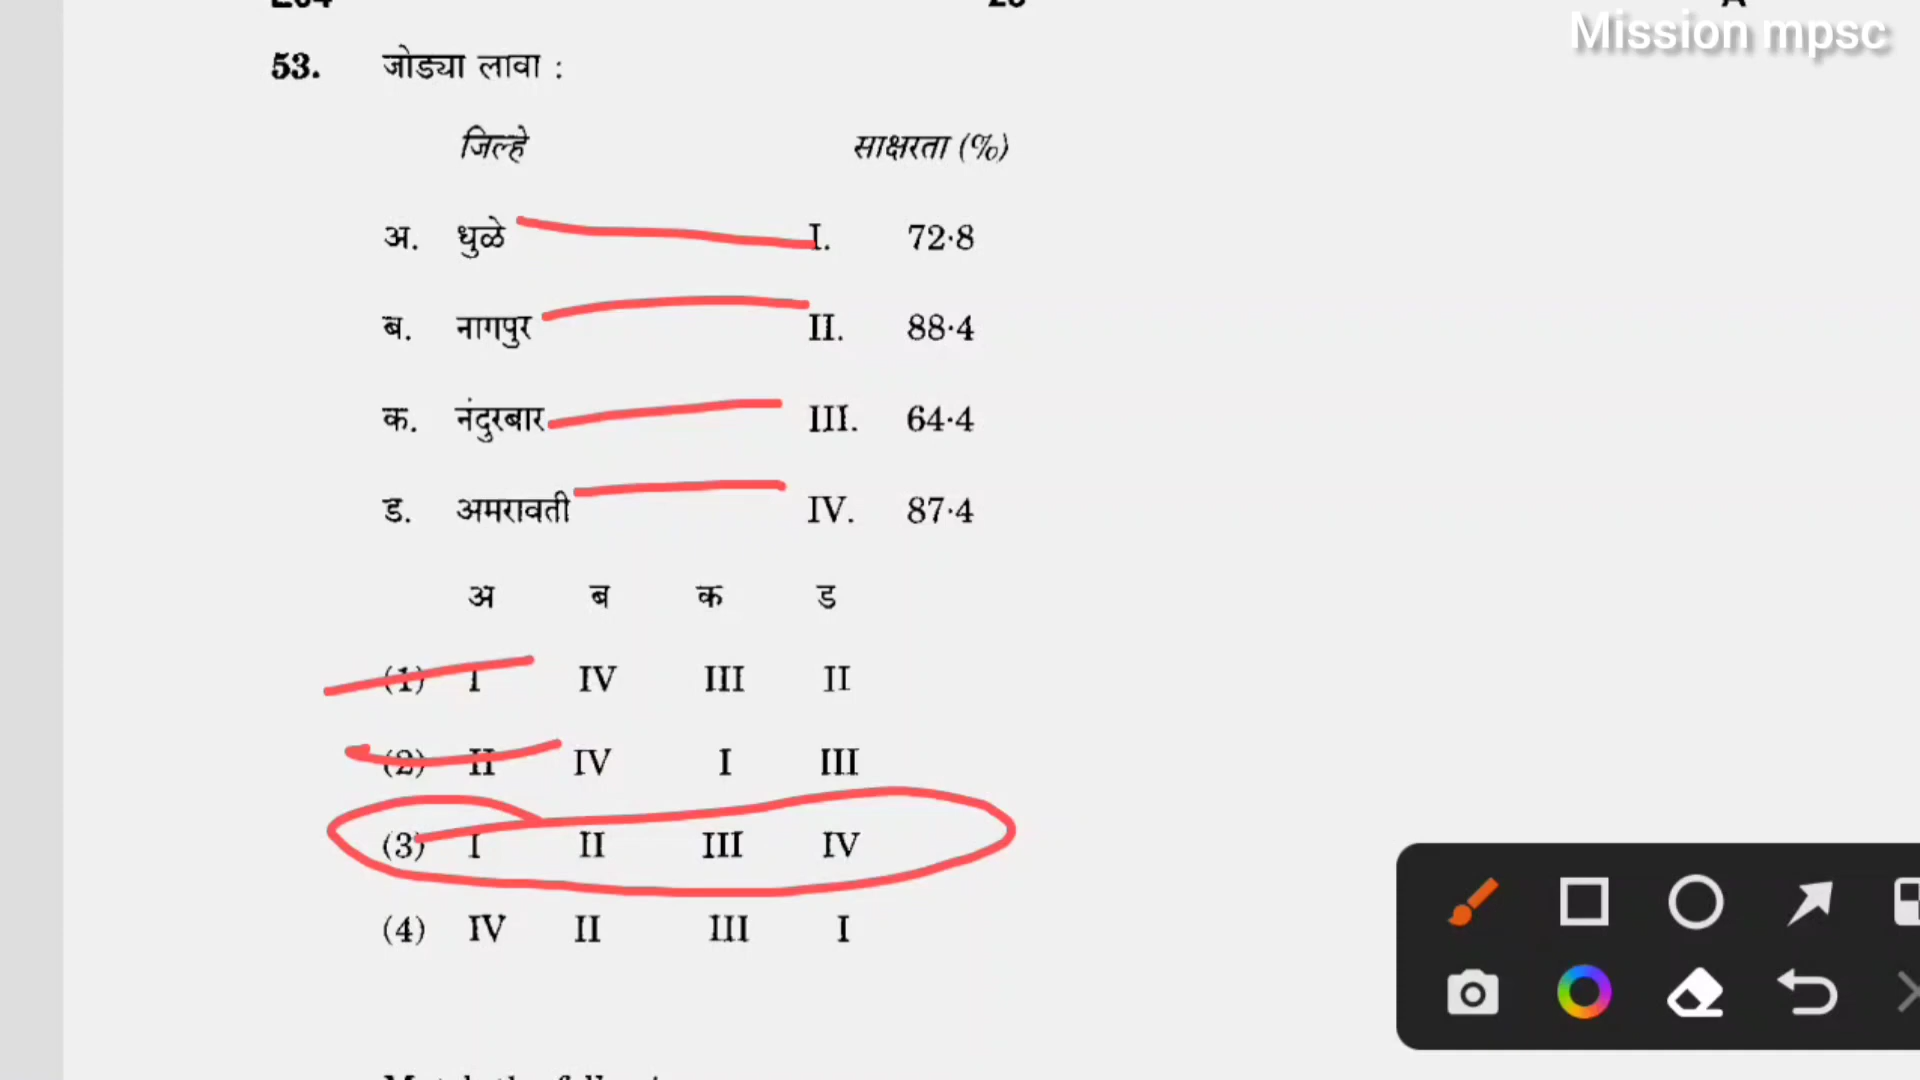 Mission mpsc
53. जोड्या लावा :
जिल्हे साक्षरता (%)
अ. धुळे I. 72·8
ब. नागपुर II. 88·4
क. नंदुरबार III. 64·4
ड. अमरावती IV. 87·4
अ ब क ड
(1) I IV III II
(2) II IV I III
(3) I II III IV
(4) IV II III I